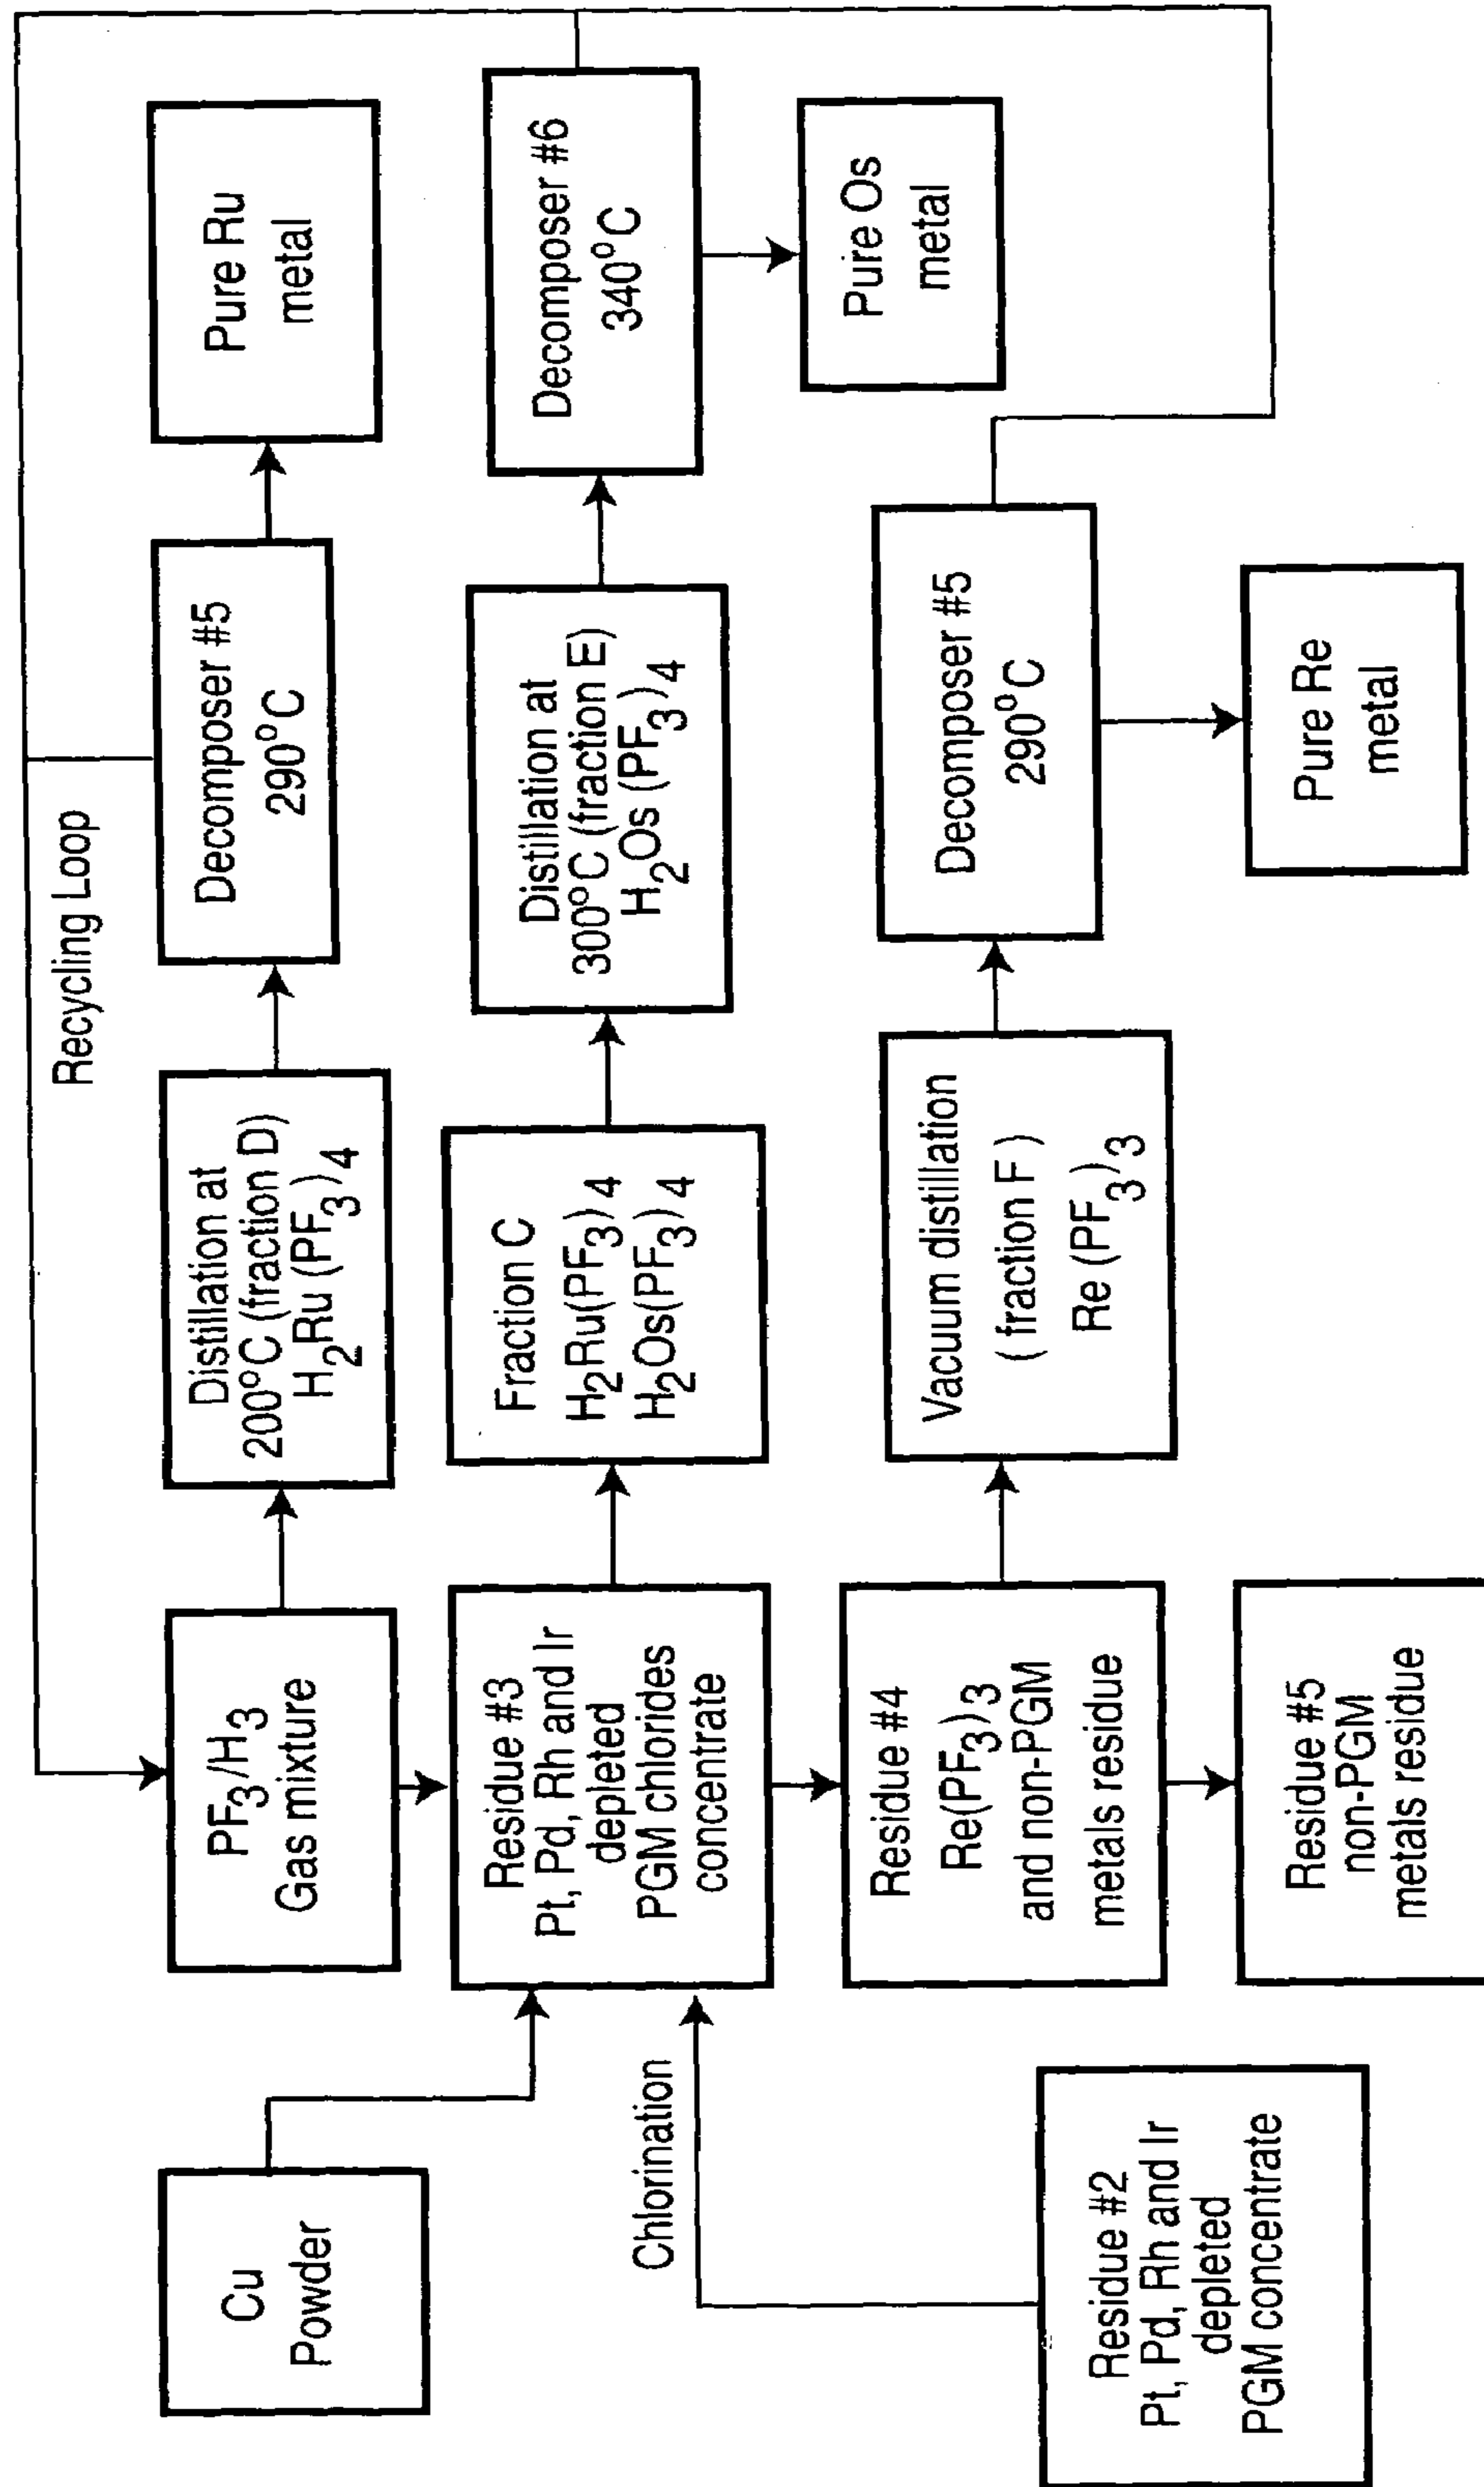 Recycling Loop
Cu
Powder
PF3/H3
Gas mixture
Distillation at
200°C (fraction D)
H2Ru (PF3)4
Decomposer #5
290°C
Pure Ru
metal
Residue #3
Pt, Pd, Rh and Ir
depleted
PGM chlorides
concentrate
Fraction C
H2Ru(PF3)4
H2Os(PF3)4
Distillation at
300°C (fraction E)
H2Os (PF3)4
Decomposer #6
340°C
Pure Os
metal
Chlorination
Residue #4
Re(PF3)3
and non-PGM
metals residue
Vacuum distillation
( fraction F )
Re (PF3)3
Decomposer #5
290°C
Pure Re
metal
Residue #2
Pt, Pd, Rh and Ir
depleted
PGM concentrate
Residue #5
non-PGM
metals residue